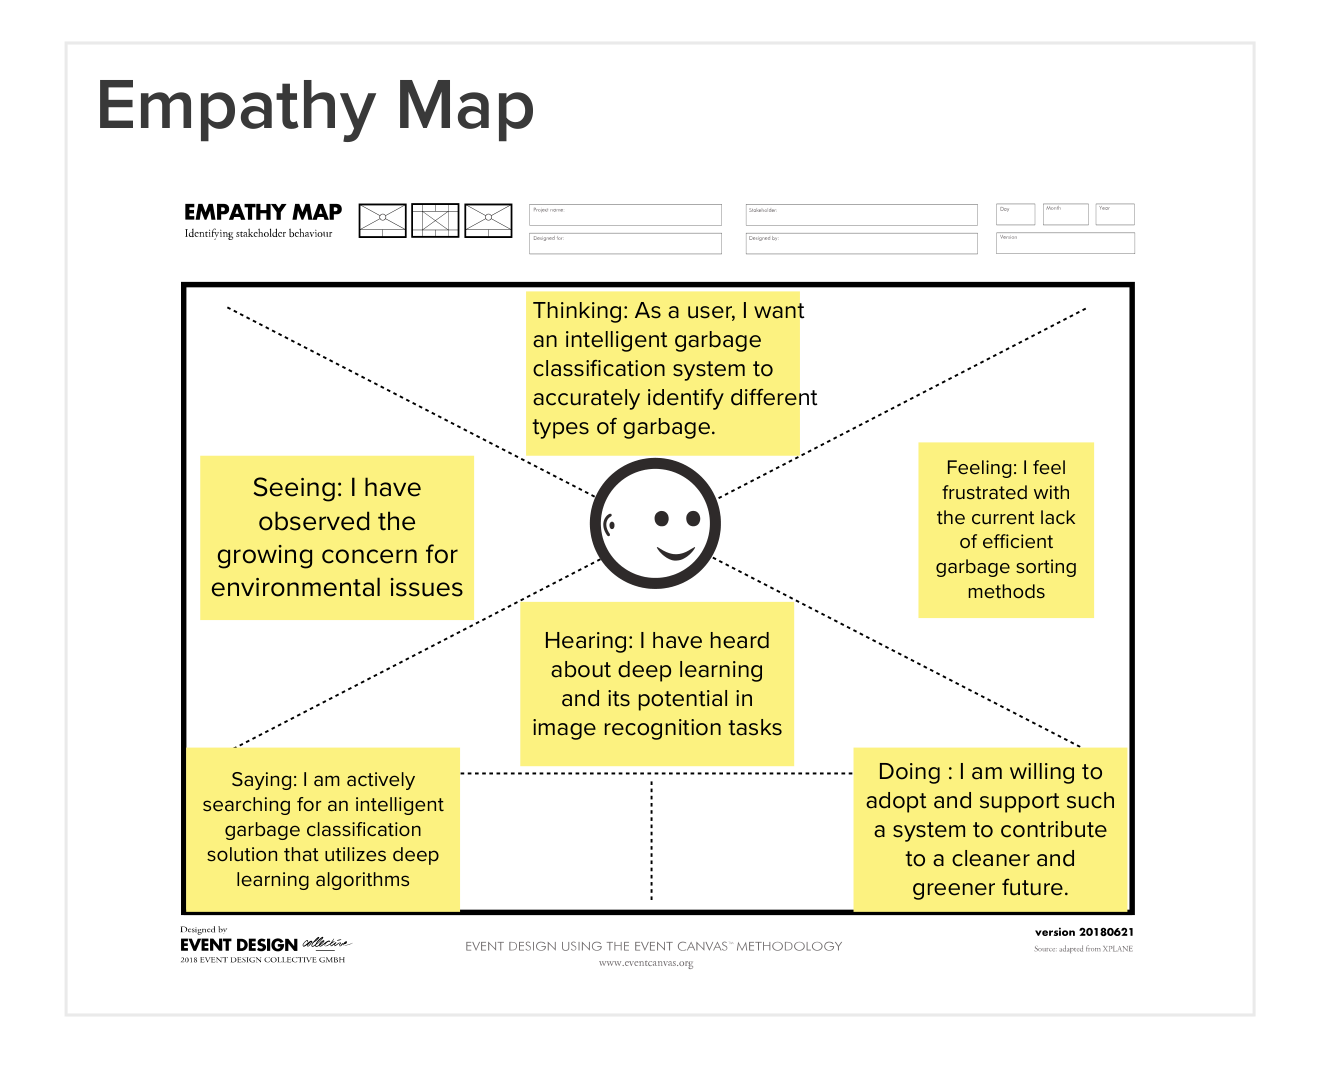 Empathy Map
EMPATHY MAP
Identifying stakeholder behaviour
Project name:
Stakeholder:
Day
Month
Year
Designed for:
Designed by:
Version
Thinking: As a user, I want
an intelligent garbage
classification system to
accurately identify different
types of garbage.
Seeing: I have
observed the
growing concern for
environmental issues
Feeling: I feel
frustrated with
the current lack
of efficient
garbage sorting
methods
Hearing: I have heard
about deep learning
and its potential in
image recognition tasks
Saying: I am actively
searching for an intelligent
garbage classification
solution that utilizes deep
learning algorithms
Doing : I am willing to
adopt and support such
a system to contribute
to a cleaner and
greener future.
Designed by
EVENT DESIGN collective
2018 EVENT DESIGN COLLECTIVE GMBH
EVENT DESIGN USING THE EVENT CANVAS™ METHODOLOGY
www.eventcanvas.org
version 20180621
Source: adapted from XPLANE